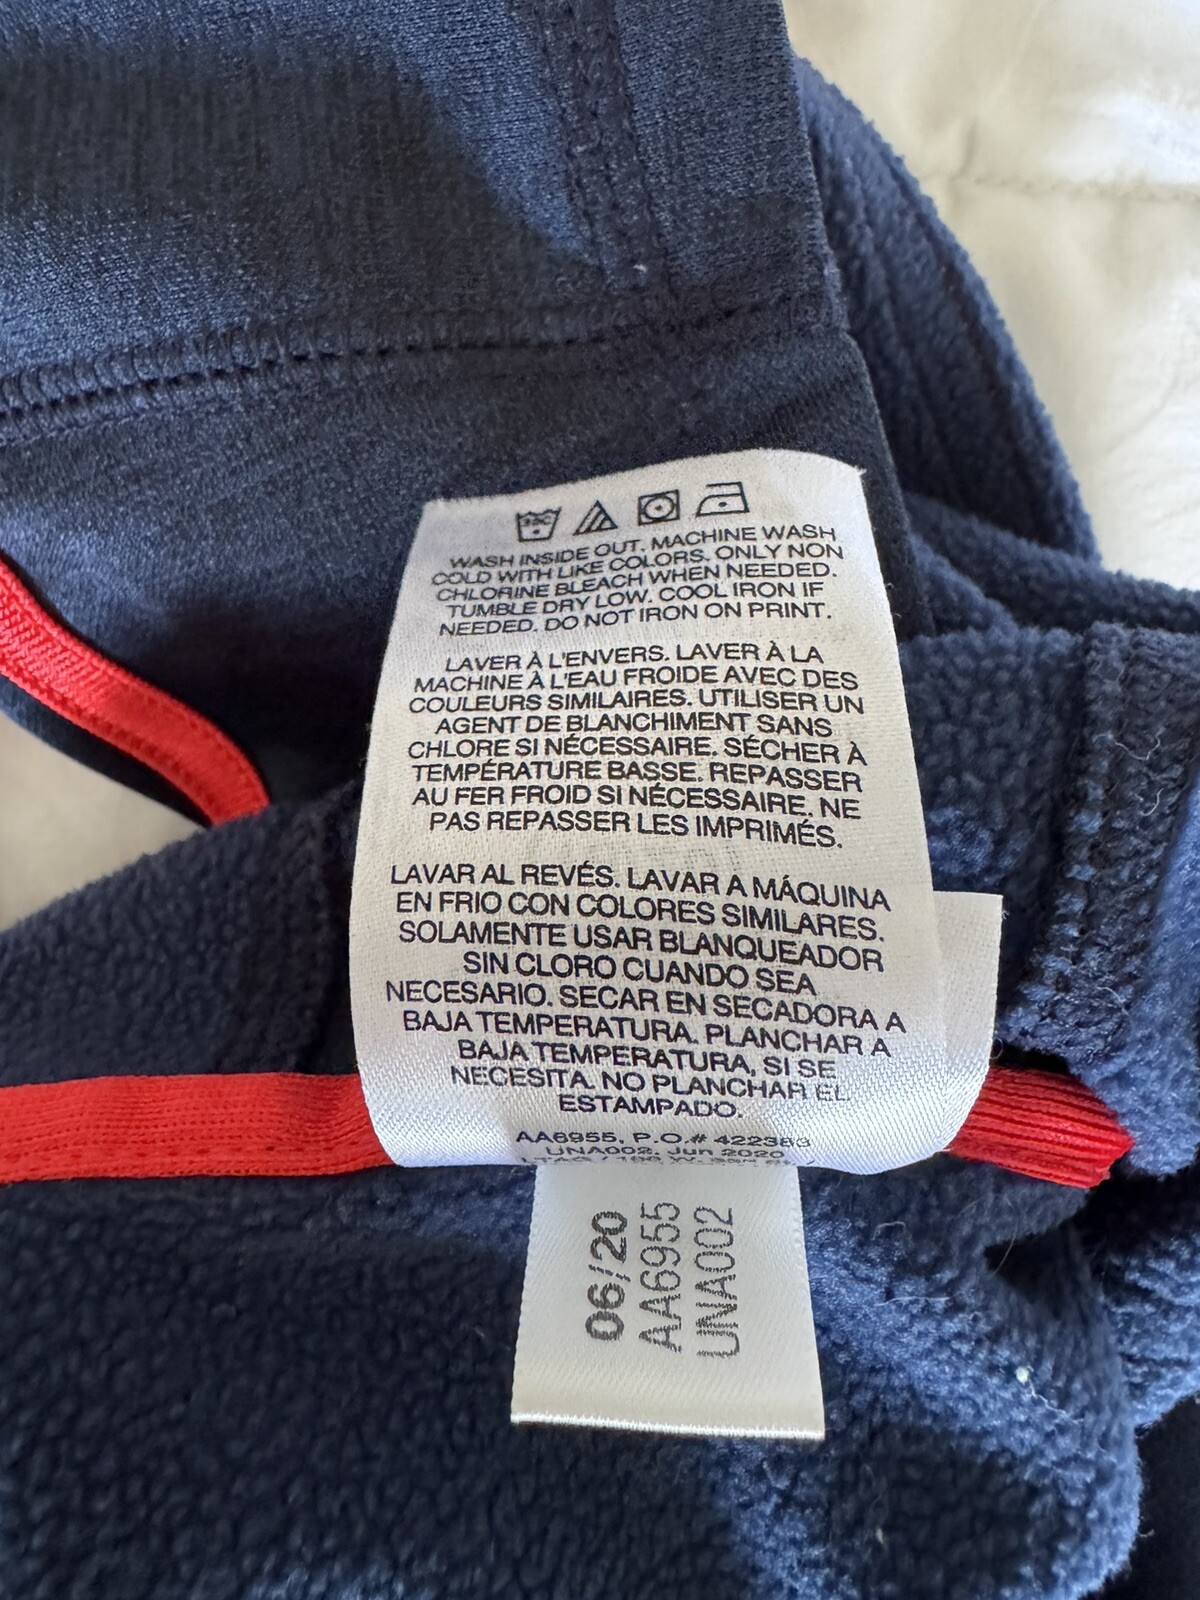 30C
WASH INSIDE OUT. MACHINE WASH
COLD WITH LIKE COLORS. ONLY NON
CHLORINE BLEACH WHEN NEEDED.
TUMBLE DRY LOW. COOL IRON IF
NEEDED. DO NOT IRON ON PRINT.
LAVER À L'ENVERS. LAVER À LA
MACHINE À L'EAU FROIDE AVEC DES
COULEURS SIMILAIRES. UTILISER UN
AGENT DE BLANCHIMENT SANS
CHLORE SI NÉCESSAIRE. SÉCHER À
TEMPÉRATURE BASSE. REPASSER
AU FER FROID SI NÉCESSAIRE. NE
PAS REPASSER LES IMPRIMÉS.
LAVAR AL REVÉS. LAVAR A MÁQUINA
EN FRIO CON COLORES SIMILARES.
SOLAMENTE USAR BLANQUEADOR
SIN CLORO CUANDO SEA
NECESARIO. SECAR EN SECADORA A
BAJA TEMPERATURA. PLANCHAR A
BAJA TEMPERATURA, SI SE
NECESITA. NO PLANCHAR EL
ESTAMPADO.
AA6955, P.O.# 422383
UNA002, Jun 2020
06/20
AA6955
UNA002